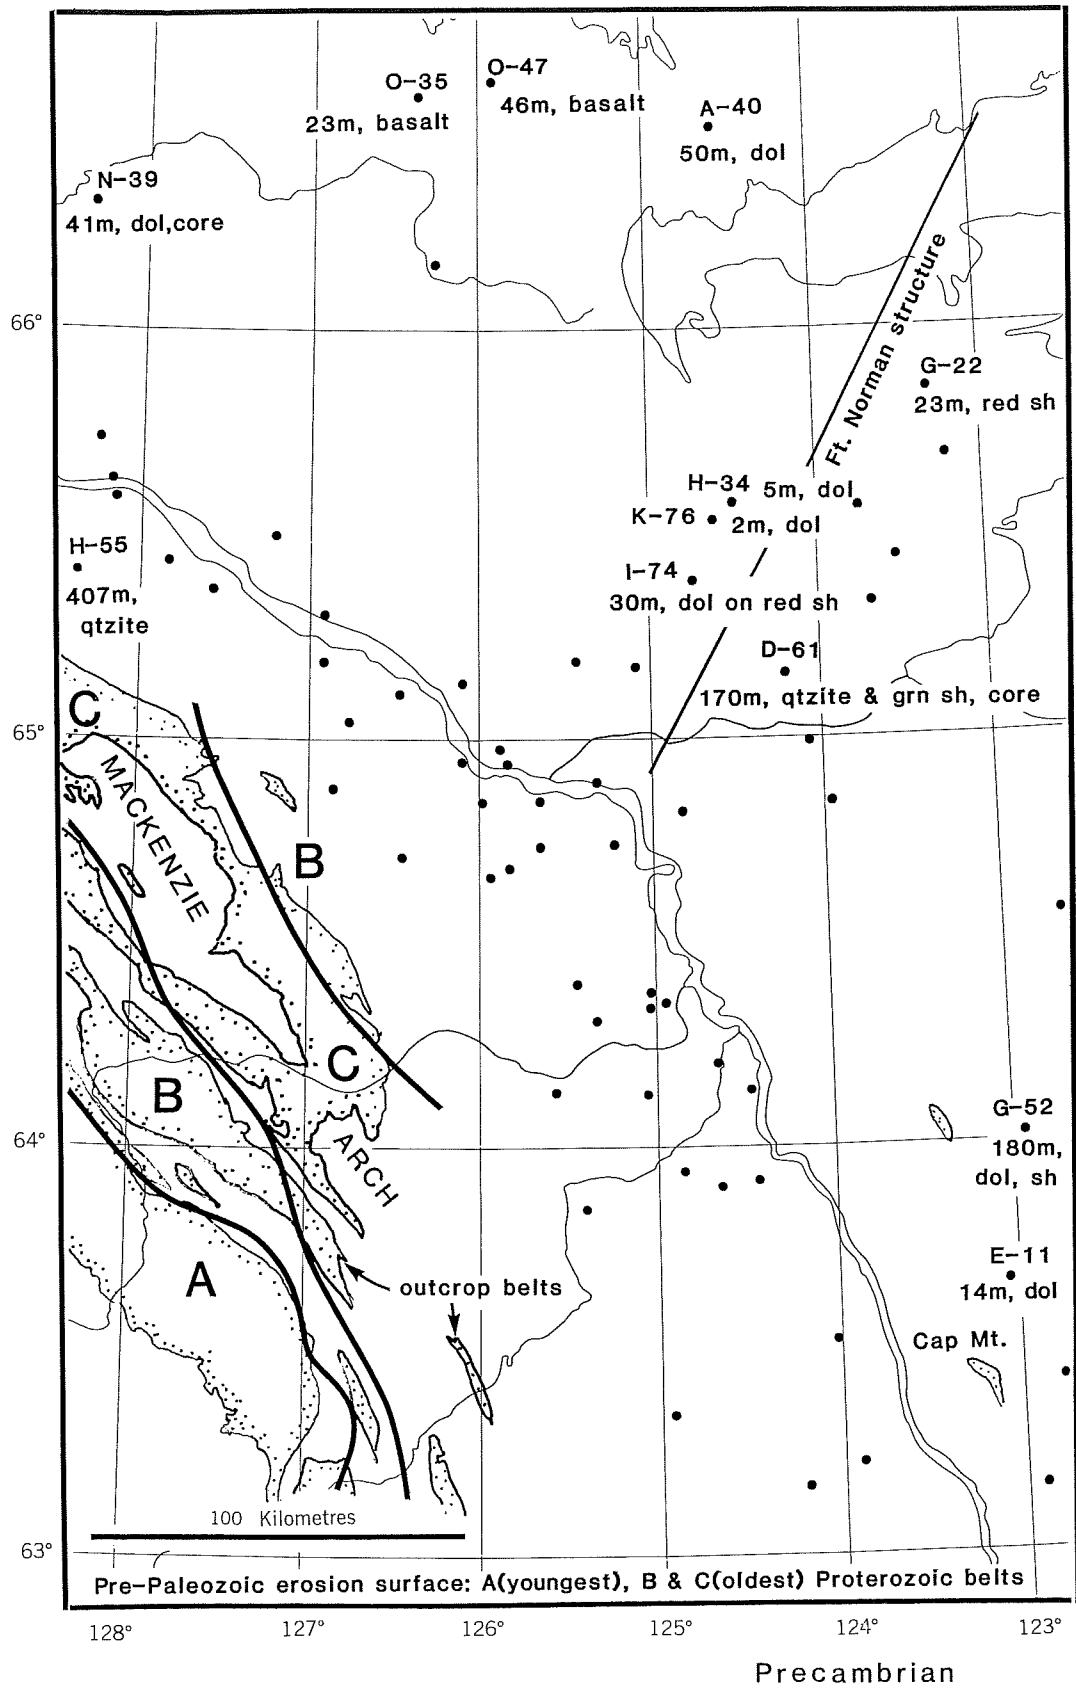 O-47
O-35
46m, basalt
23m, basalt
A-40
50m, dol
N-39
41m, dol,core
Ft. Norman structure
66°
G-22
23m, red sh
H-34 5m, dol
K-76 2m, dol
H-55
407m,
qtzite
I-74
30m, dol on red sh
D-61
170m, qtzite & grn sh, core
C
65°
MACKENZIE
B
C
B
ARCH
64°
G-52
180m,
dol, sh
A
outcrop belts
E-11
14m, dol
Cap Mt.
100 Kilometres
63°
Pre-Paleozoic erosion surface: A(youngest), B & C(oldest) Proterozoic belts
128° 127° 126° 125° 124° 123°
Precambrian